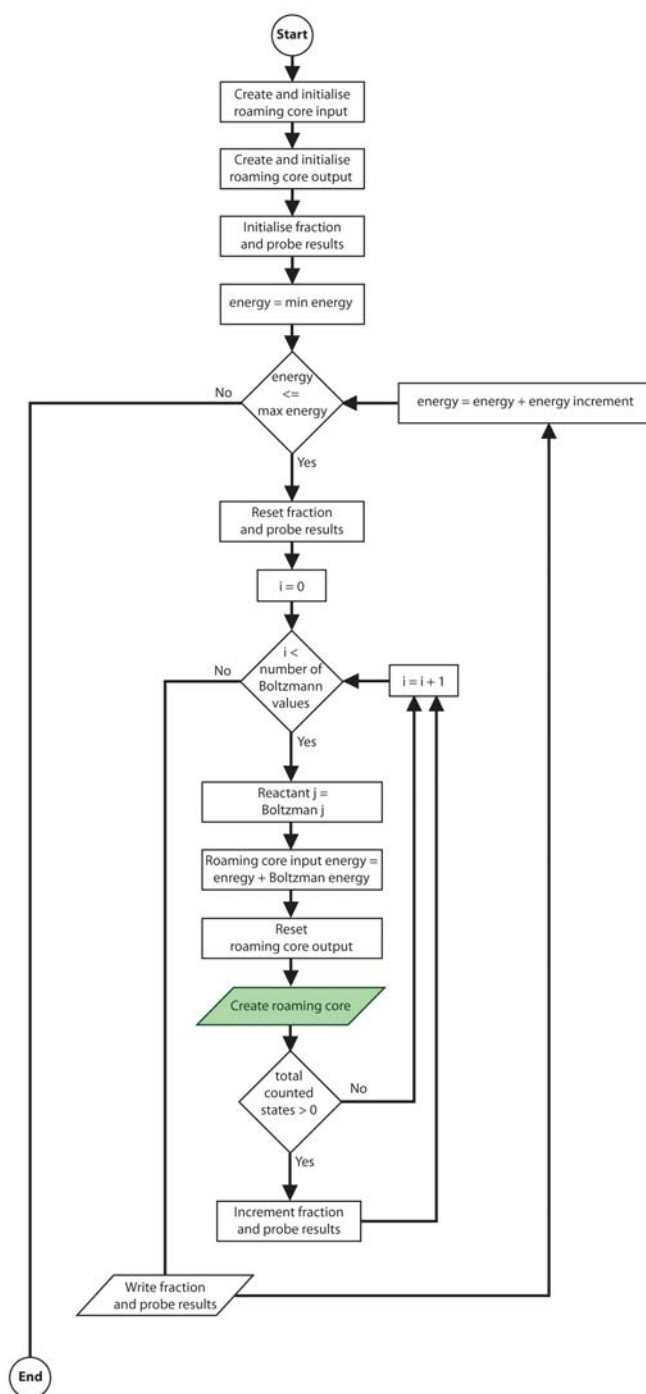 Start
Create and initialise
roaming core input
Create and initialise
roaming core output
Initialise fraction
and probe results
energy = min energy
energy
<=
max energy
No
energy = energy + energy increment
Yes
Reset fraction
and probe results
i = 0
i <
number of
Boltzmann
values
No
i = i + 1
Yes
Reactant j =
Boltzman j
Roaming core input energy =
enregy + Boltzman energy
Reset
roaming core output
Create roaming core
total
counted
states > 0
No
Yes
Increment fraction
and probe results
Write fraction
and probe results
End